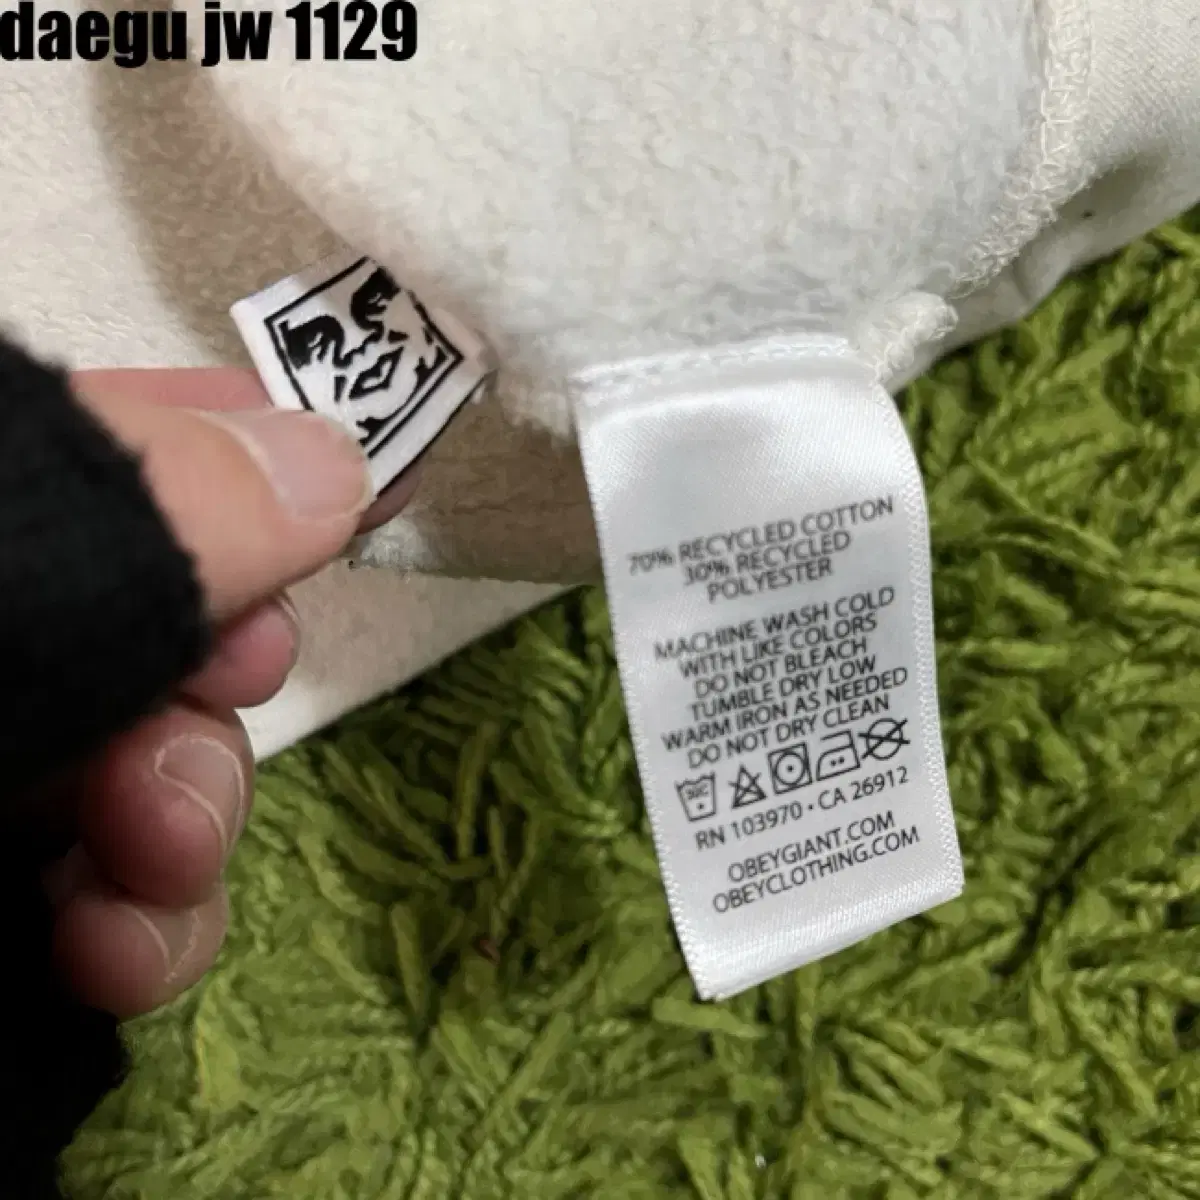 daegu jw 1129
70% RECYCLED COTTON
30% RECYCLED
POLYESTER
MACHINE WASH COLD
WITH LIKE COLORS
DO NOT BLEACH
TUMBLE DRY LOW
WARM IRON AS NEEDED
DO NOT DRY CLEAN
30C
RN 103970 • CA 26912
OBEYGIANT.COM
OBEYCLOTHING.COM